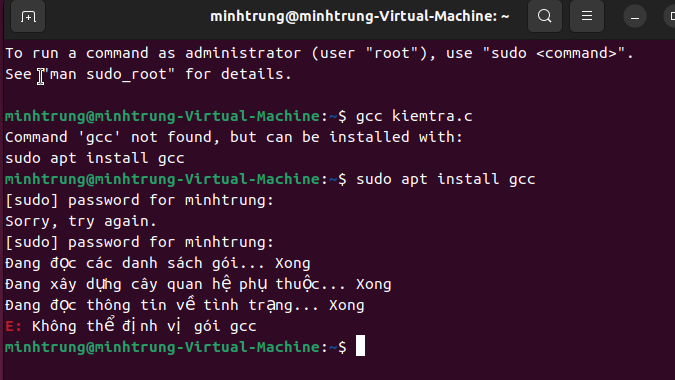 minhtrung@minhtrung-Virtual-Machine: ~
To run a command as administrator (user "root"), use "sudo <command>".
See "man sudo_root" for details.
minhtrung@minhtrung-Virtual-Machine:~$ gcc kiemtra.c
Command 'gcc' not found, but can be installed with:
sudo apt install gcc
minhtrung@minhtrung-Virtual-Machine:~$ sudo apt install gcc
[sudo] password for minhtrung:
Sorry, try again.
[sudo] password for minhtrung:
Đang đọc các danh sách gói... Xong
Đang xây dựng cây quan hệ phụ thuộc... Xong
Đang đọc thông tin về tình trạng... Xong
E: Không thể định vị gói gcc
minhtrung@minhtrung-Virtual-Machine:~$